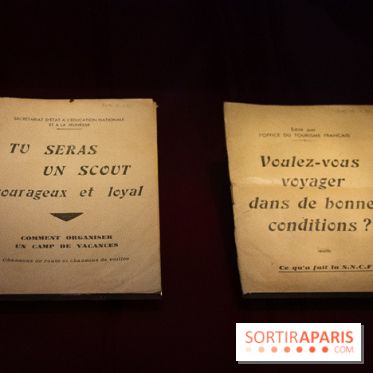 SECRÉTARIAT D'ÉTAT A L'ÉDUCATION NATIONALE
ET A LA JEUNESSE
TU SERAS
UN SCOUT
courageux et loyal
COMMENT ORGANISER
UN CAMP DE VACANCES
Chansons de route et chansons de veillée
Édité par
l'OFFICE DU TOURISME FRANÇAIS
Voulez-vous
voyager
dans de bonnes
conditions ?
Ce qu'a fait la S.N.C.F.
SORTIRAPARIS
.COM